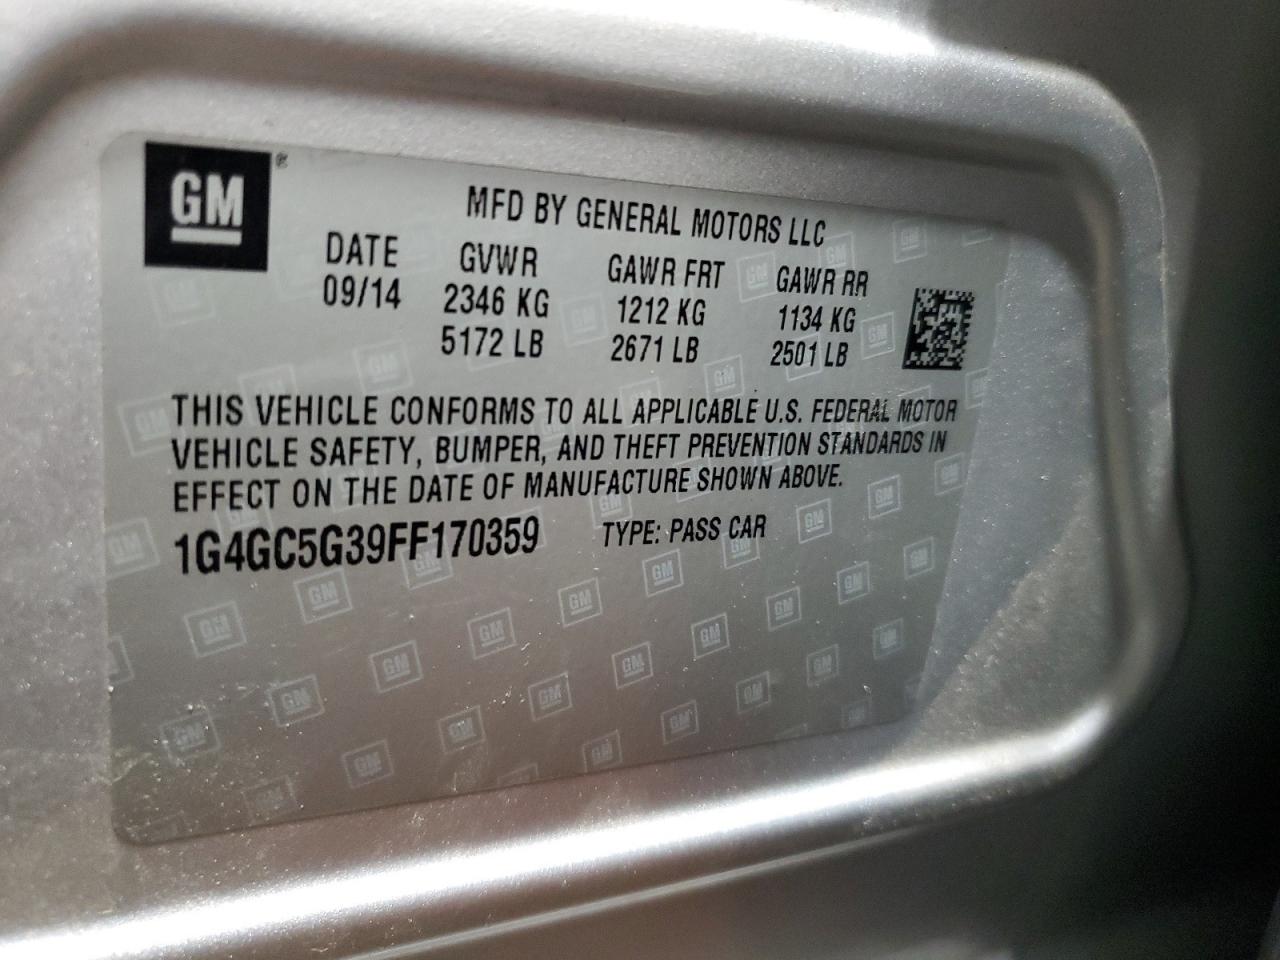 GM®
MFD BY GENERAL MOTORS LLC
DATE GVWR GAWR FRT GAWR RR
09/14 2346 KG 1212 KG 1134 KG
5172 LB 2671 LB 2501 LB
THIS VEHICLE CONFORMS TO ALL APPLICABLE U.S. FEDERAL MOTOR
VEHICLE SAFETY, BUMPER, AND THEFT PREVENTION STANDARDS IN
EFFECT ON THE DATE OF MANUFACTURE SHOWN ABOVE.
1G4GC5G39FF170359 TYPE: PASS CAR